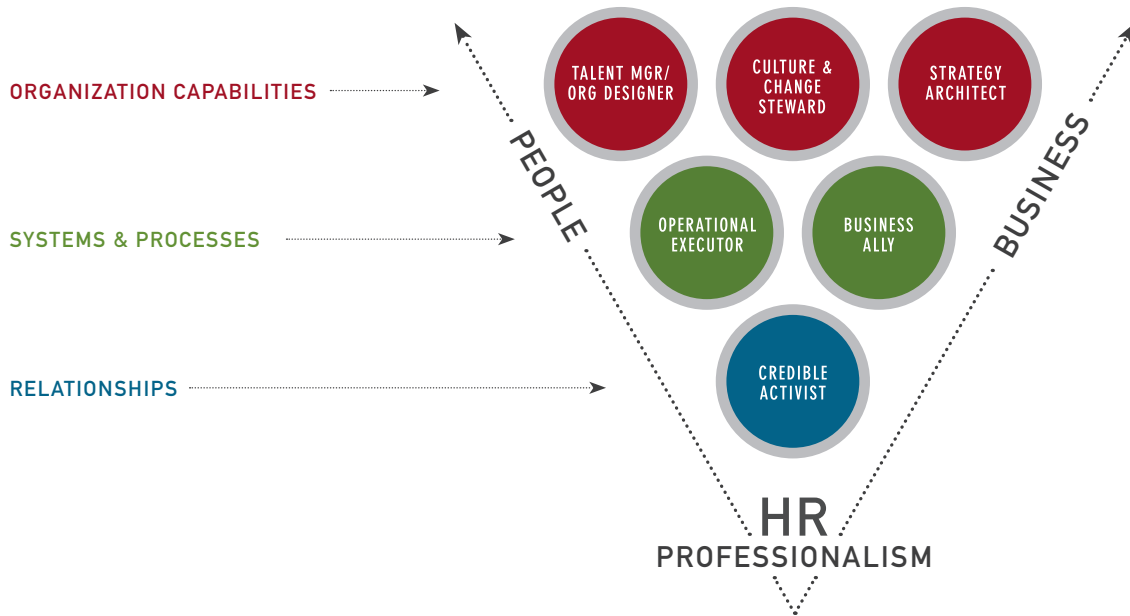 ORGANIZATION CAPABILITIES
TALENT MGR/
ORG DESIGNER
CULTURE &
CHANGE
STEWARD
STRATEGY
ARCHITECT
PEOPLE
BUSINESS
SYSTEMS & PROCESSES
OPERATIONAL
EXECUTOR
BUSINESS
ALLY
RELATIONSHIPS
CREDIBLE
ACTIVIST
HR
PROFESSIONALISM